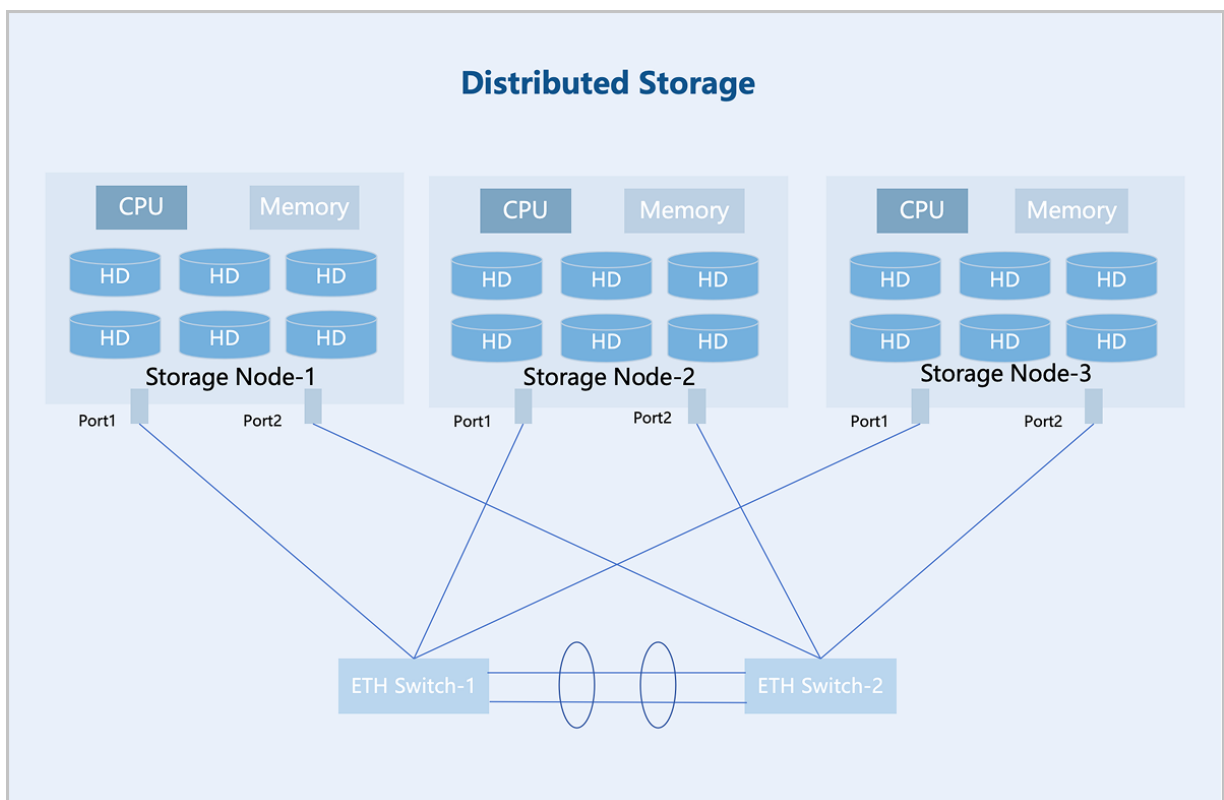 Distributed Storage
CPU Memory
HD HD HD
HD HD HD
Storage Node-1
Port1 Port2
CPU Memory
HD HD HD
HD HD HD
Storage Node-2
Port1 Port2
CPU Memory
HD HD HD
HD HD HD
Storage Node-3
Port1 Port2
ETH Switch-1 ETH Switch-2